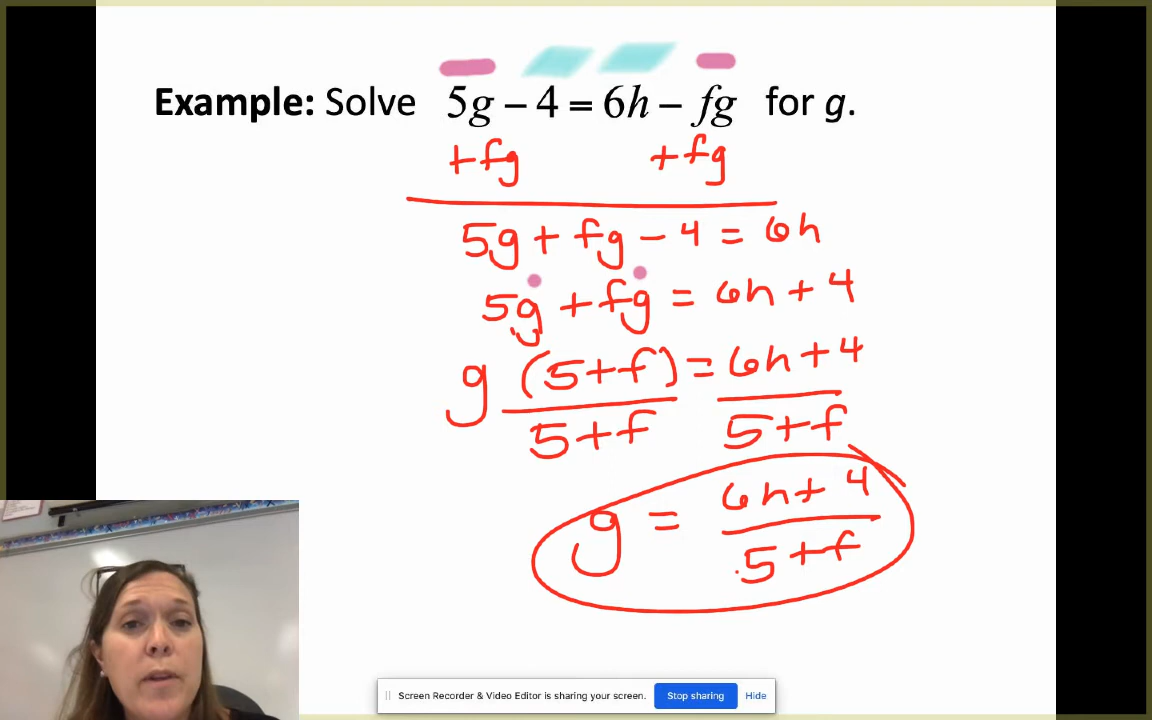 Example: Solve 5g − 4 = 6h − fg for g.
+fg +fg
5g + fg − 4 = 6h
5g + fg = 6h + 4
g (5+f) = 6h + 4
5+f 5+f
g = 6h + 4
5 + f
Screen Recorder & Video Editor is sharing your screen. Stop sharing Hide